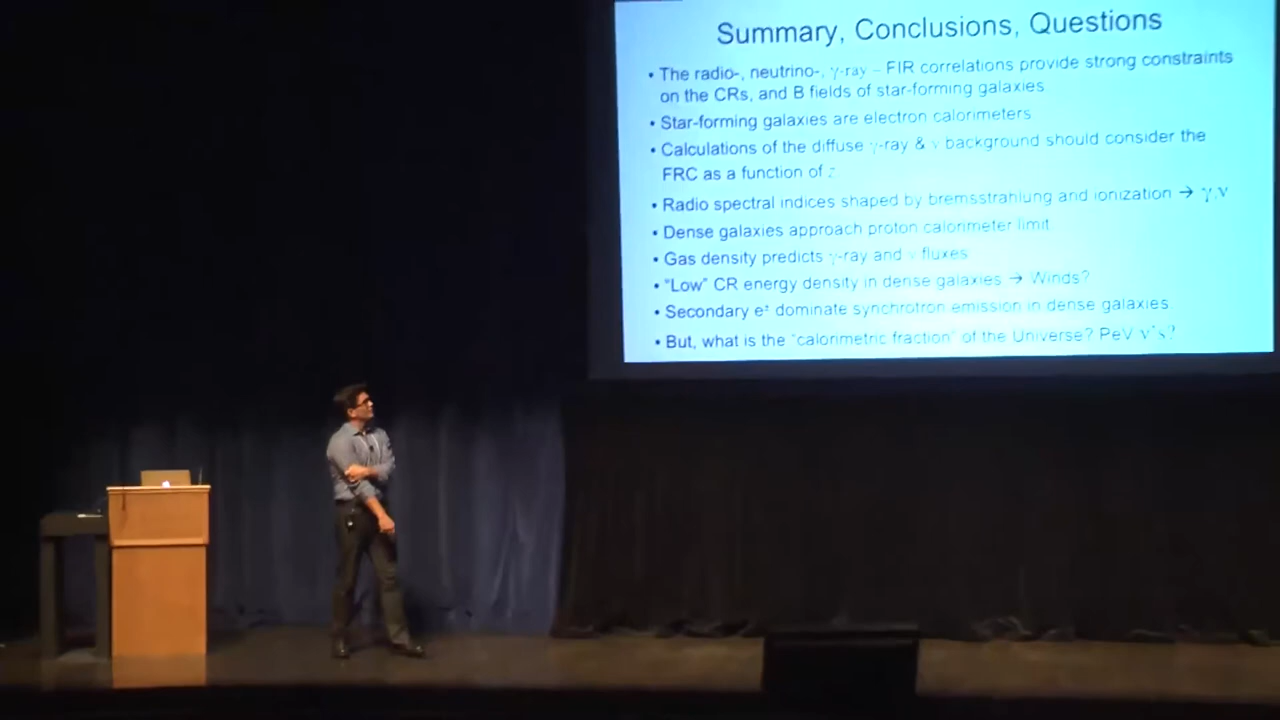 Summary, Conclusions, Questions
• The radio-, neutrino-, γ-ray – FIR correlations provide strong constraints
on the CRs, and B fields of star-forming galaxies
• Star-forming galaxies are electron calorimeters
• Calculations of the diffuse γ-ray & ν background should consider the
FRC as a function of z
• Radio spectral indices shaped by bremsstrahlung and ionization → γ,ν
• Dense galaxies approach proton calorimeter limit
• Gas density predicts γ-ray and ν fluxes
• "Low" CR energy density in dense galaxies → Winds?
• Secondary e± dominate synchrotron emission in dense galaxies
• But, what is the "calorimetric fraction" of the Universe? PeV ν's?